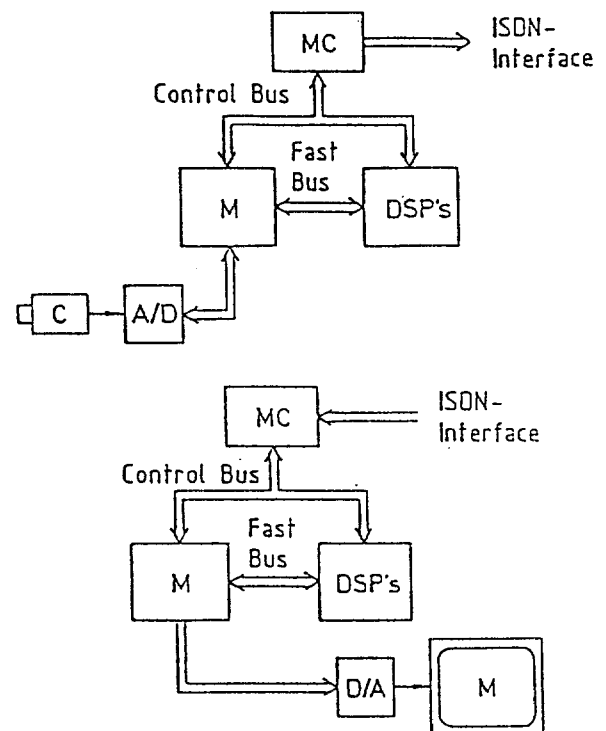 MC
ISDN-
Interface
Control Bus
Fast
Bus
M
DSP's
C
A/D
MC
ISDN-
Interface
Control Bus
Fast
Bus
M
DSP's
D/A
M